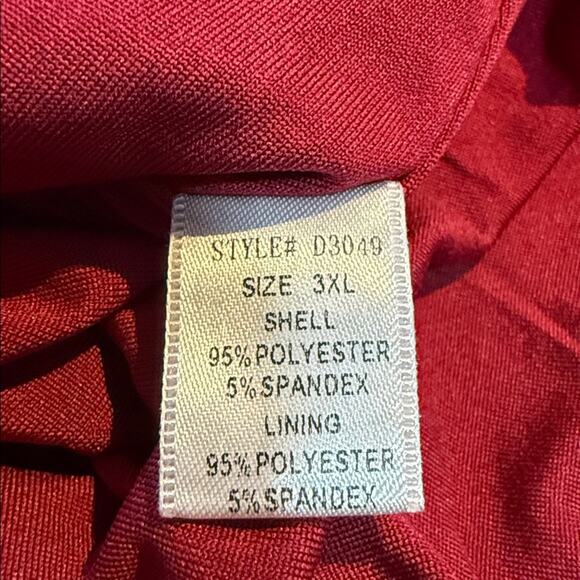 STYLE# D3049
SIZE 3XL
SHELL
95%POLYESTER
5%SPANDEX
LINING
95%POLYESTER
5%SPANDEX